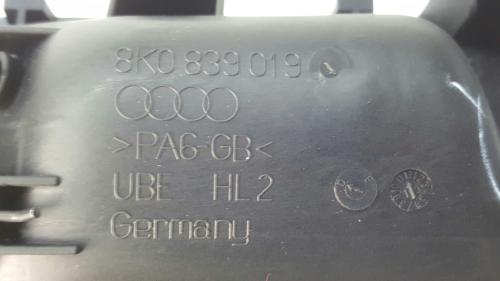 8K0 839 019
>PA6-GB<
UBE HL2
Germany